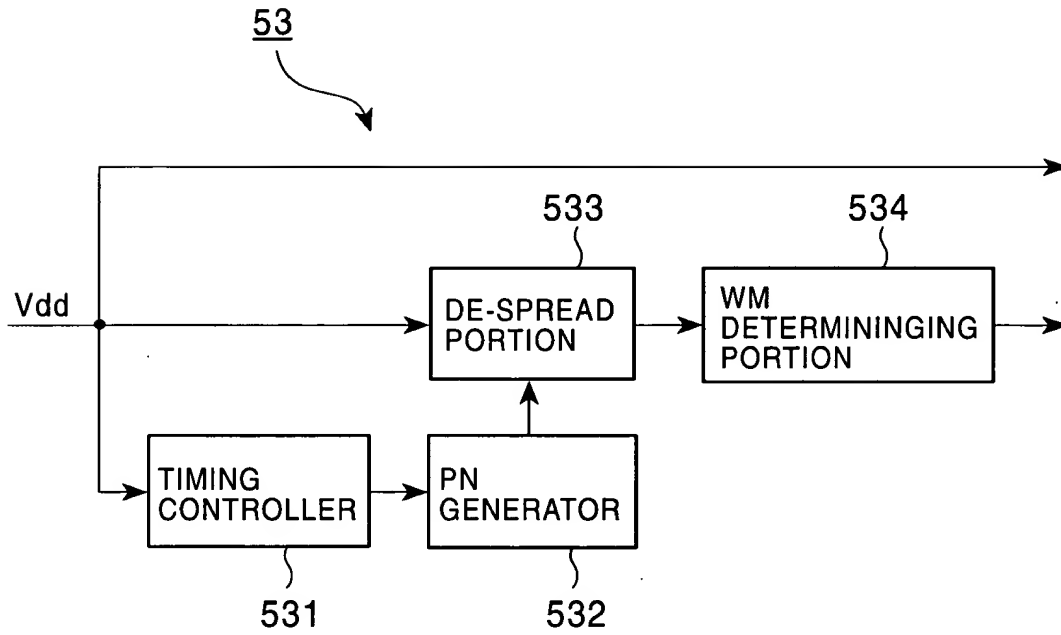 53
533
534
Vdd
DE-SPREAD
PORTION
WM
DETERMININGING
PORTION
TIMING
CONTROLLER
PN
GENERATOR
531
532